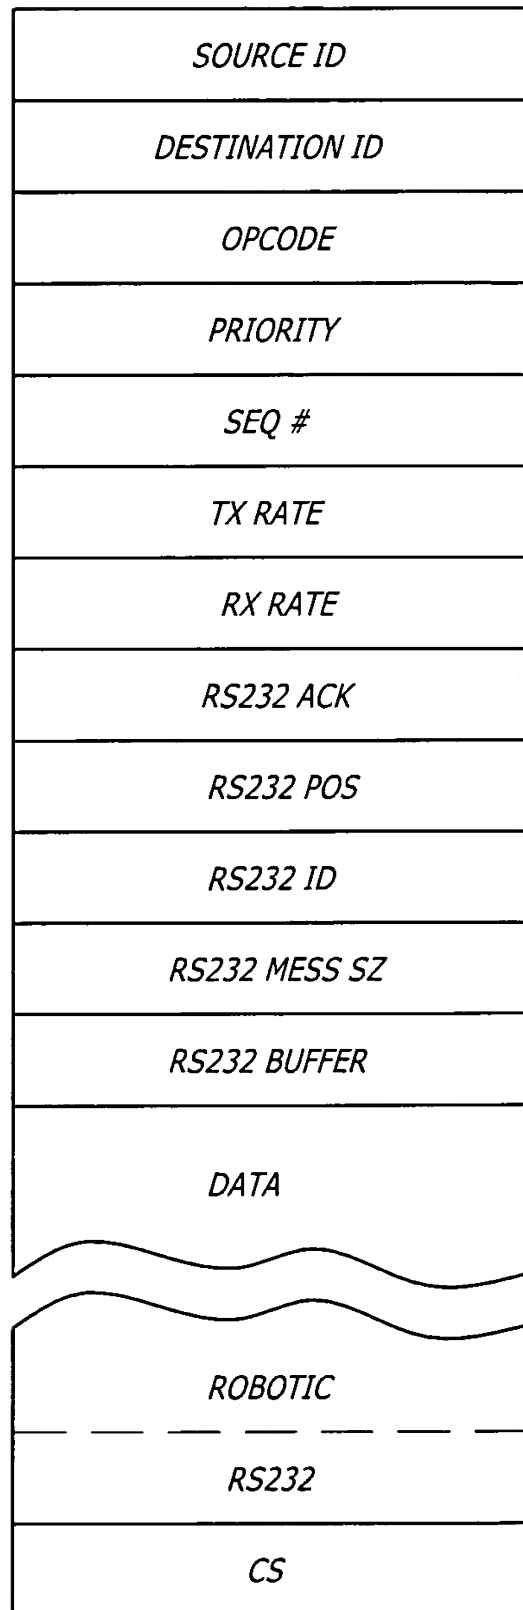 SOURCE ID
DESTINATION ID
OPCODE
PRIORITY
SEQ #
TX RATE
RX RATE
RS232 ACK
RS232 POS
RS232 ID
RS232 MESS SZ
RS232 BUFFER
DATA
ROBOTIC
RS232
CS